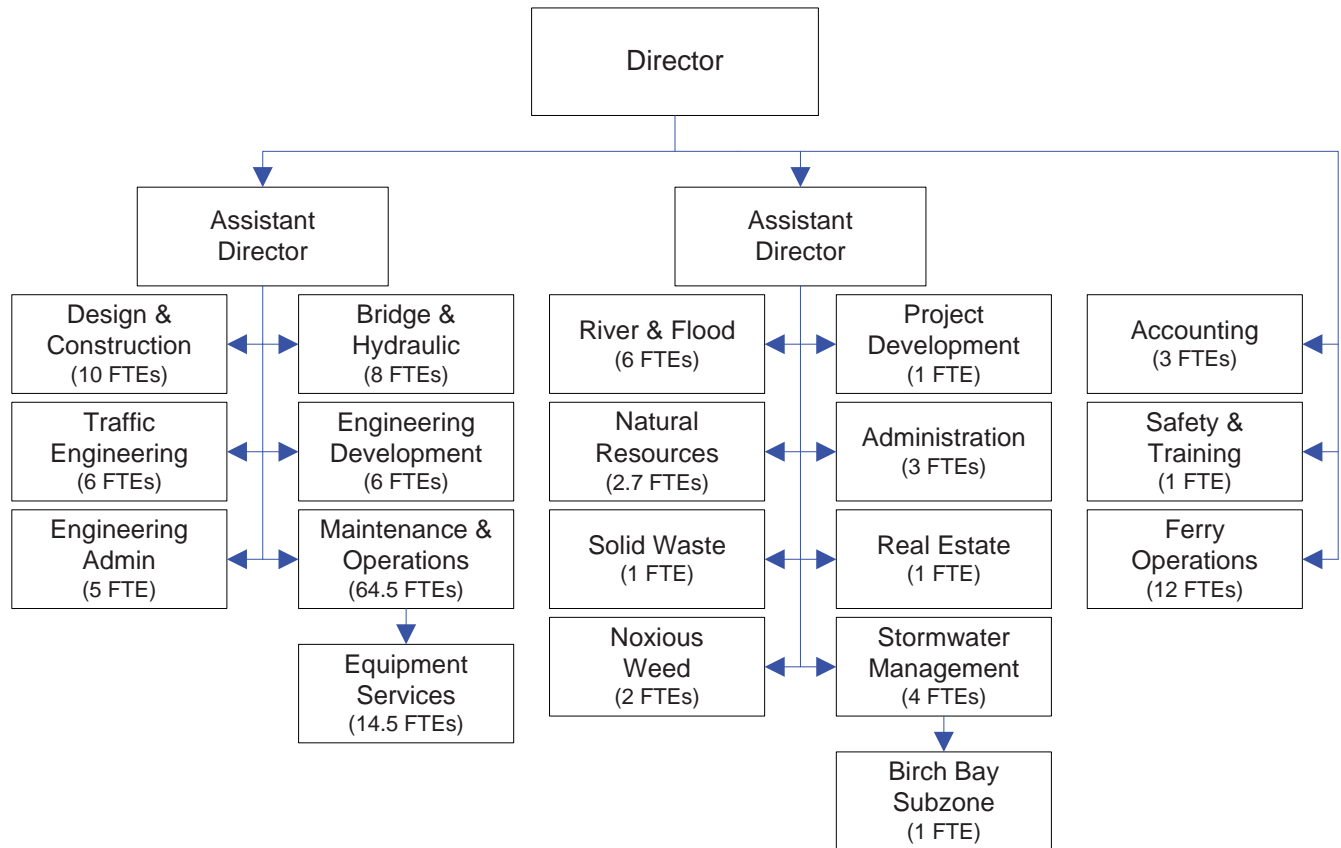 Director
Assistant
Director
Assistant
Director
Design &
Construction
(10 FTEs)
Bridge &
Hydraulic
(8 FTEs)
River & Flood
(6 FTEs)
Project
Development
(1 FTE)
Accounting
(3 FTEs)
Traffic
Engineering
(6 FTEs)
Engineering
Development
(6 FTEs)
Natural
Resources
(2.7 FTEs)
Administration
(3 FTEs)
Safety &
Training
(1 FTE)
Engineering
Admin
(5 FTE)
Maintenance &
Operations
(64.5 FTEs)
Solid Waste
(1 FTE)
Real Estate
(1 FTE)
Ferry
Operations
(12 FTEs)
Equipment
Services
(14.5 FTEs)
Noxious
Weed
(2 FTEs)
Stormwater
Management
(4 FTEs)
Birch Bay
Subzone
(1 FTE)